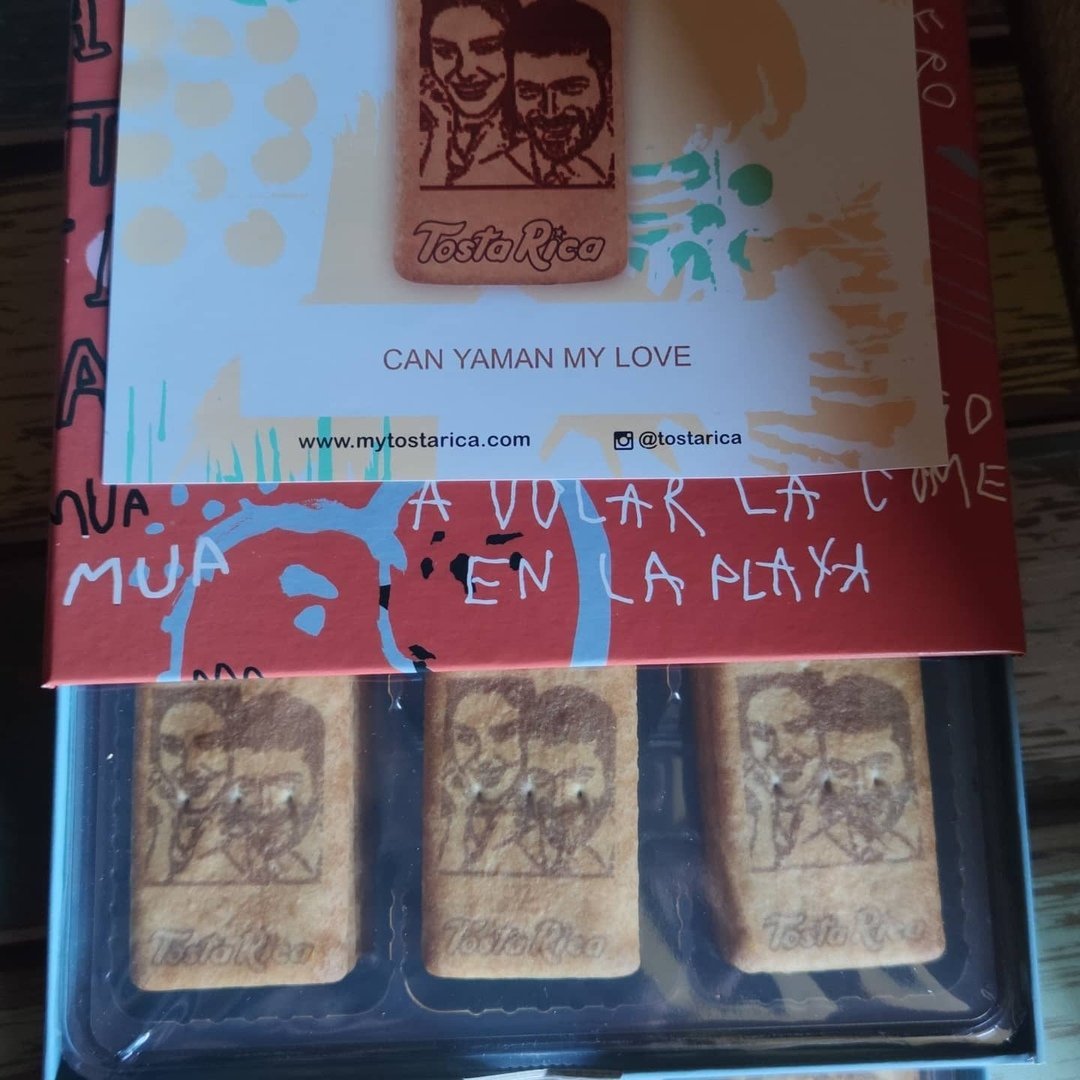 Tosta Rica
CAN YAMAN MY LOVE
www.mytostarica.com
@tostarica
ERO
MUA
MUA
A VOLAR LA COME
EN LA PLAYA
Tosta Rica
Tosta Rica
Tosta Rica